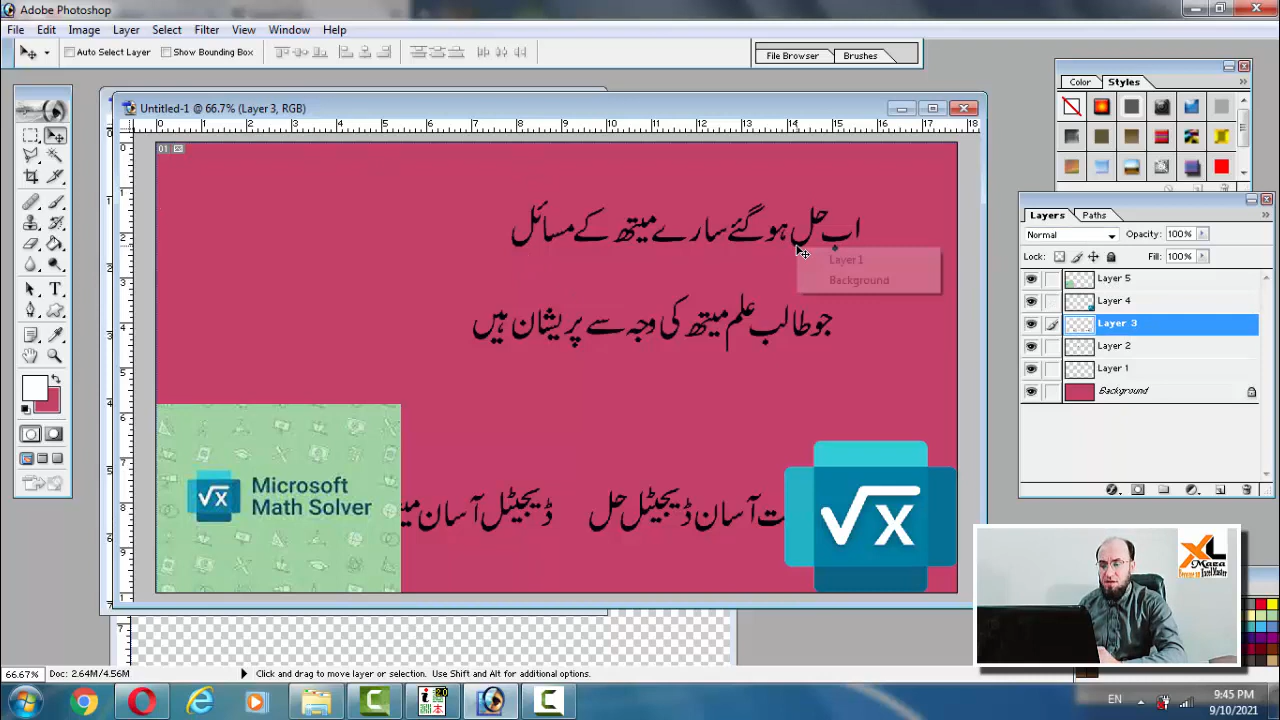 Adobe Photoshop
File Edit Image Layer Select Filter View Window Help
Auto Select Layer Show Bounding Box File Browser Brushes
Untitled-1 @ 66.7% (Layer 3, RGB)
01
اب حل ہو گئے سارے میتھ کے مسائل
Layer 1
Background
جو طالب علم میتھ کی وجہ سے پریشان ہیں
Microsoft
Math Solver
آسان ڈیجیٹل حل
ڈیجیٹل آسان
√x
Color Styles
Layers Paths
Normal Opacity: 100%
Lock: Fill: 100%
Layer 5
Layer 4
Layer 3
Layer 2
Layer 1
Background
XL
Maza
66.67% Doc: 2.64M/4.56M Click and drag to move layer or selection. Use Shift and Alt for additional options.
EN
9:45 PM
9/10/2021